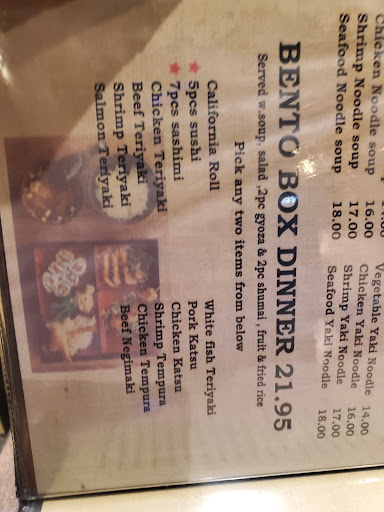 Chicken Noodle soup 16.00
Shrimp Noodle soup 17.00
Seafood Noodle soup 18.00
Vegetable Yaki Noodle 14.00
Chicken Yaki Noodle 16.00
Shrimp Yaki Noodle 17.00
Seafood Yaki Noodle 18.00
BENTO BOX DINNER 21.95
Served w.soup, salad ,2pc gyoza & 2pc shumai , fruit & fried rice
Pick any two items from below
California Roll
★ 5pcs sushi
★ 7pcs sashimi
Chicken Teriyaki
Beef Teriyaki
Shrimp Teriyaki
Salmon Teriyaki
White fish Teriyaki
Pork Katsu
Chicken Katsu
Shrimp Tempura
Chicken Tempura
Beef Negimaki